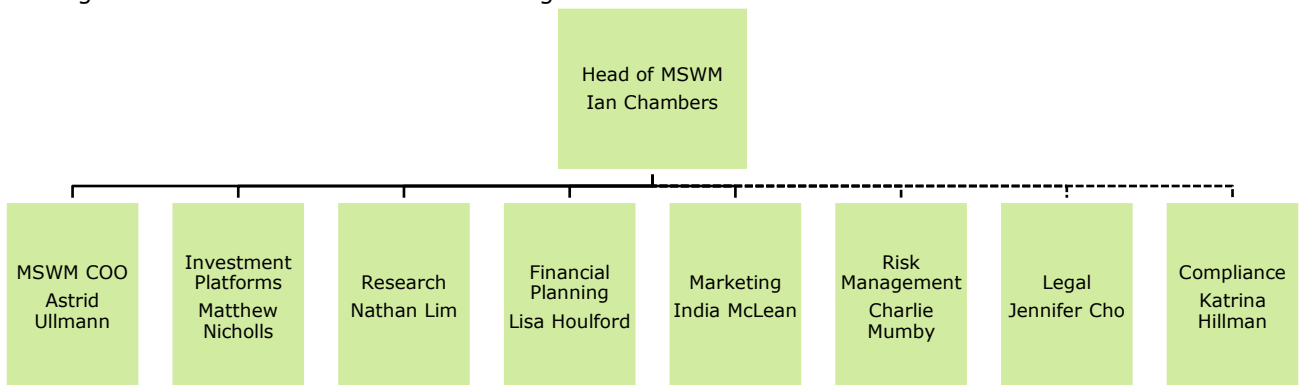 Head of MSWM
Ian Chambers
MSWM COO
Astrid
Ullmann
Investment
Platforms
Matthew
Nicholls
Research
Nathan Lim
Financial
Planning
Lisa Houlford
Marketing
India McLean
Risk
Management
Charlie
Mumby
Legal
Jennifer Cho
Compliance
Katrina
Hillman